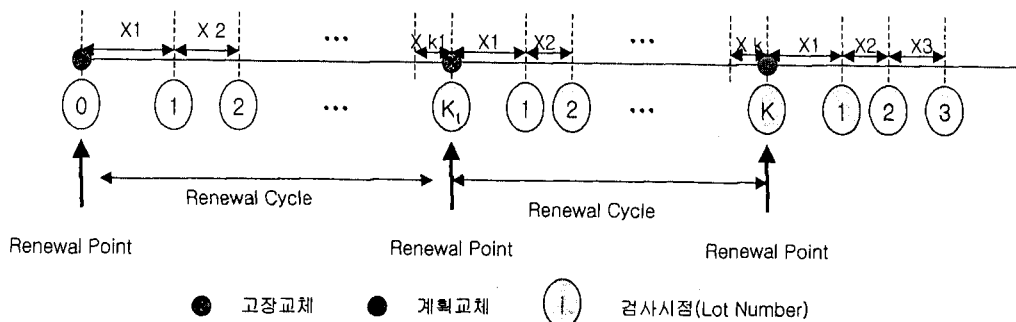 X1 X 2 ... X k1 X1 X2 ... X k X1 X2 X3
0 1 2 ... K₁ 1 2 ... K 1 2 3
Renewal Cycle Renewal Cycle
Renewal Point Renewal Point Renewal Point
고장교체 계획교체 I 검사시점(Lot Number)